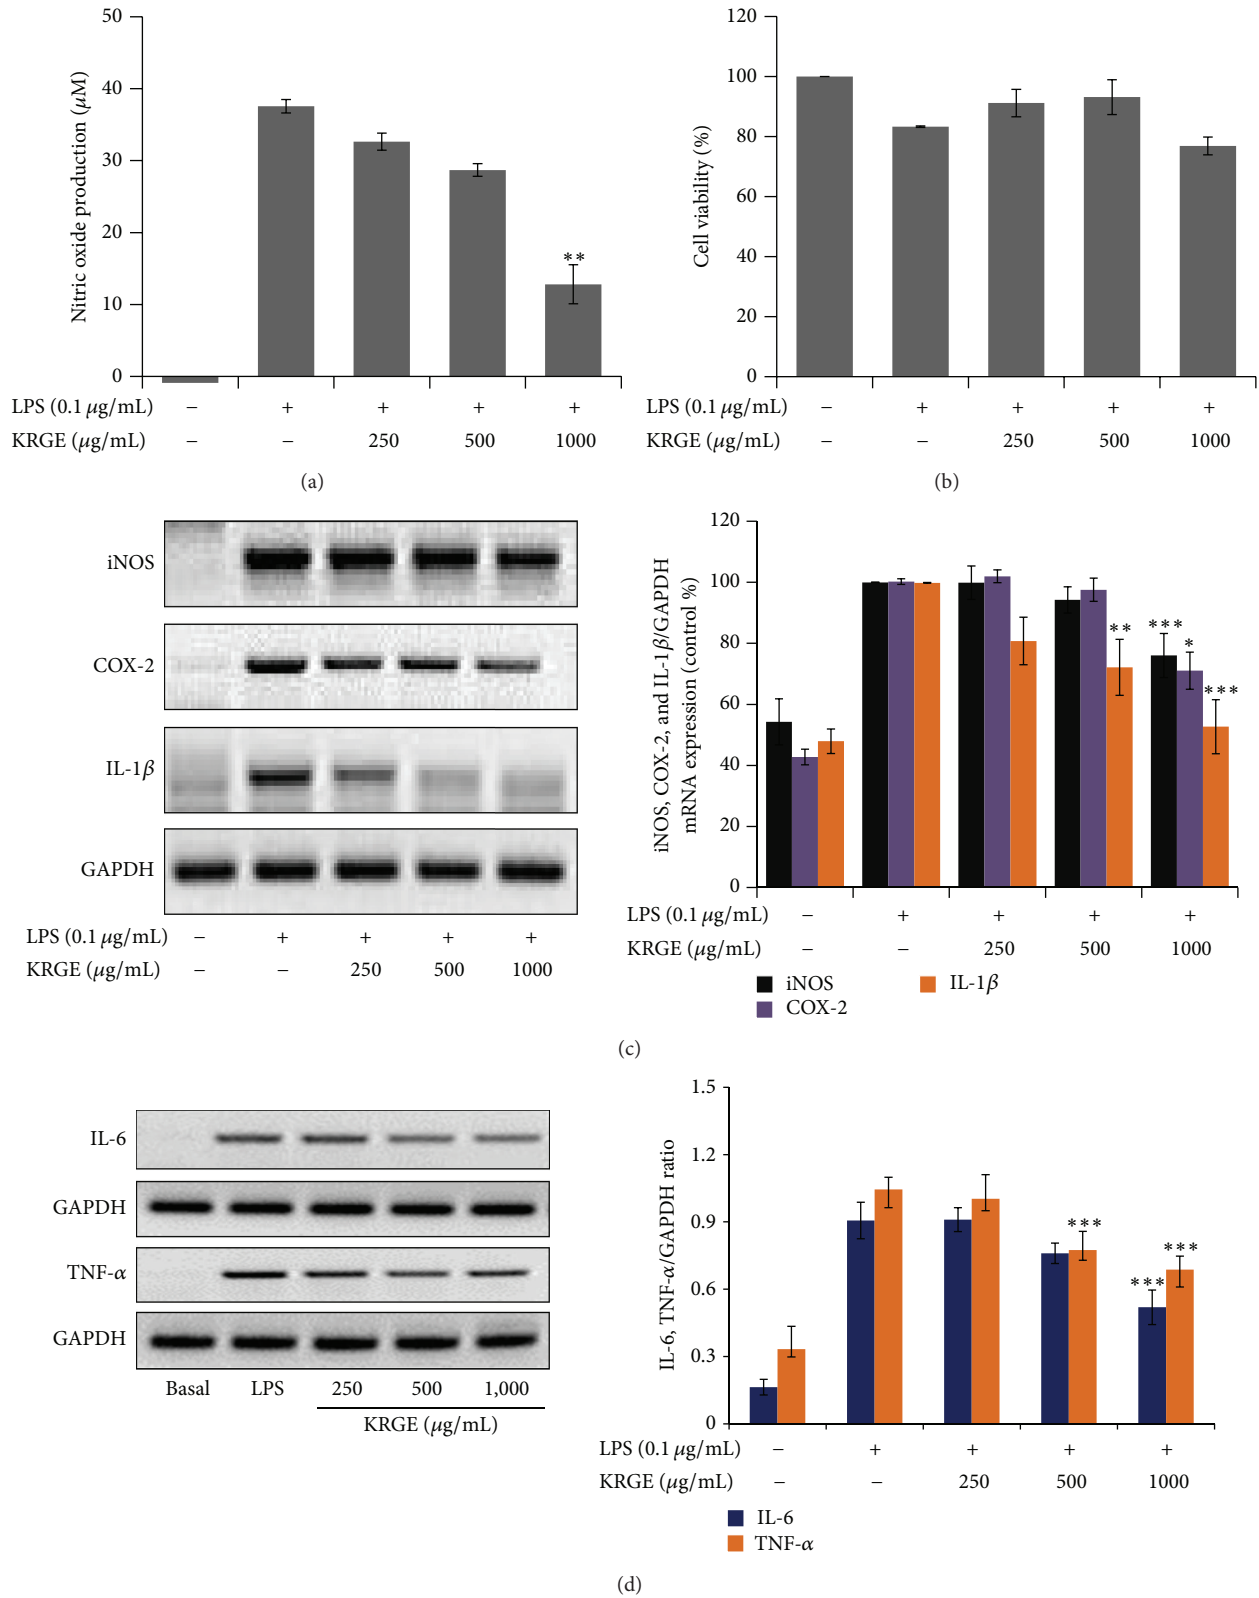 50
40
30
20
10
0
Nitric oxide production (μM)
**
LPS (0.1 μg/mL) − + + + +
KRGE (μg/mL) − − 250 500 1000
(a)
120
100
80
60
40
20
0
Cell viability (%)
LPS (0.1 μg/mL) − + + + +
KRGE (μg/mL) − − 250 500 1000
(b)
iNOS
COX-2
IL-1β
GAPDH
LPS (0.1 μg/mL) − + + + +
KRGE (μg/mL) − − 250 500 1000
120
100
80
60
40
20
0
iNOS, COX-2, and IL-1β/GAPDH
mRNA expression (control %)
**
***
*
***
LPS (0.1 μg/mL) − + + + +
KRGE (μg/mL) − − 250 500 1000
iNOS IL-1β
COX-2
(c)
IL-6
GAPDH
TNF-α
GAPDH
Basal LPS 250 500 1,000
KRGE (μg/mL)
1.5
1.2
0.9
0.6
0.3
0
IL-6, TNF-α/GAPDH ratio
***
***
***
LPS (0.1 μg/mL) − + + + +
KRGE (μg/mL) − − 250 500 1000
IL-6
TNF-α
(d)